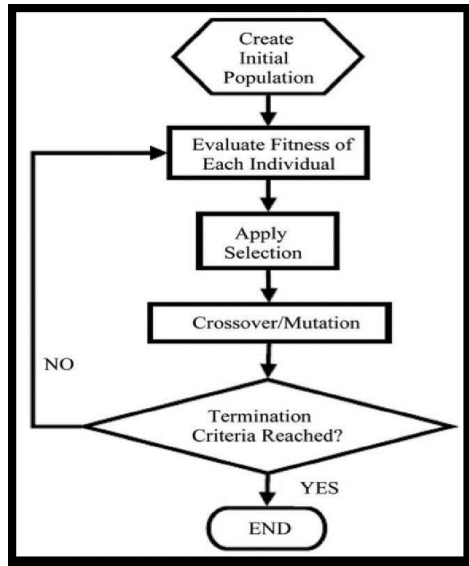 Create
Initial
Population
Evaluate Fitness of
Each Individual
Apply
Selection
Crossover/Mutation
NO
Termination
Criteria Reached?
YES
END